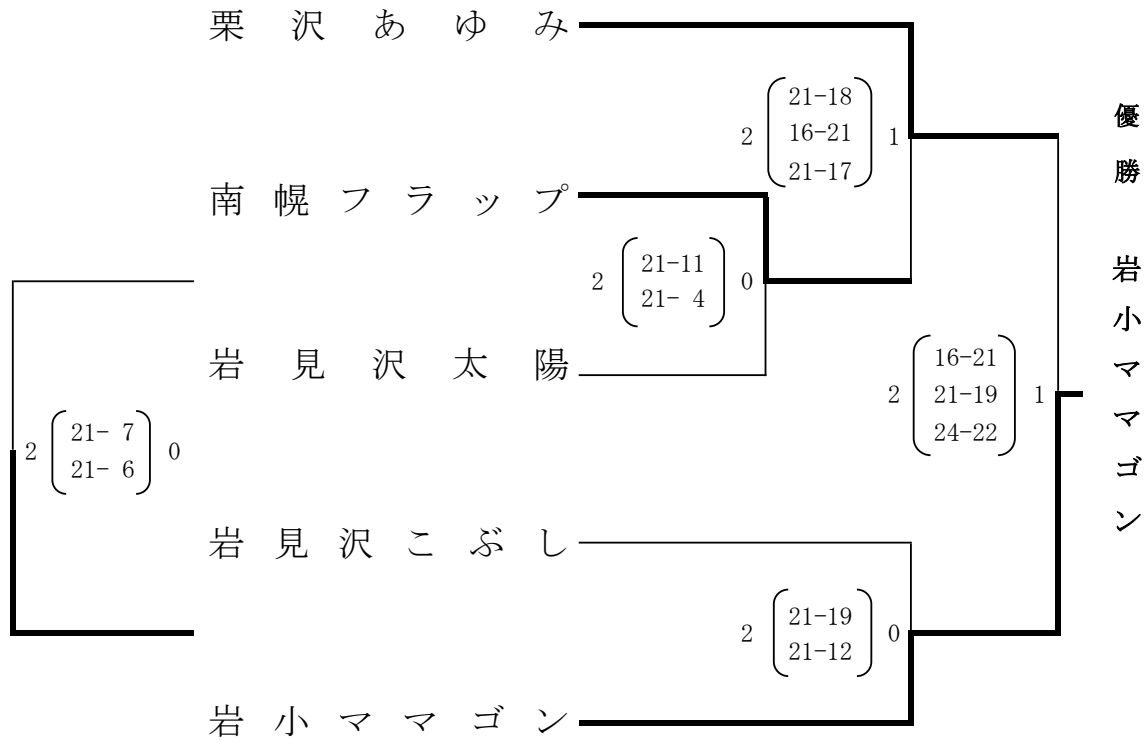 栗沢あゆみ
2 21-18 1
16-21
21-17
南幌フラップ
2 21-11 0
21- 4
岩見沢太陽
2 16-21 1
21-19
24-22
2 21- 7 0
21- 6
岩見沢こぶし
2 21-19 0
21-12
岩小ママゴン
優勝 岩小ママゴン